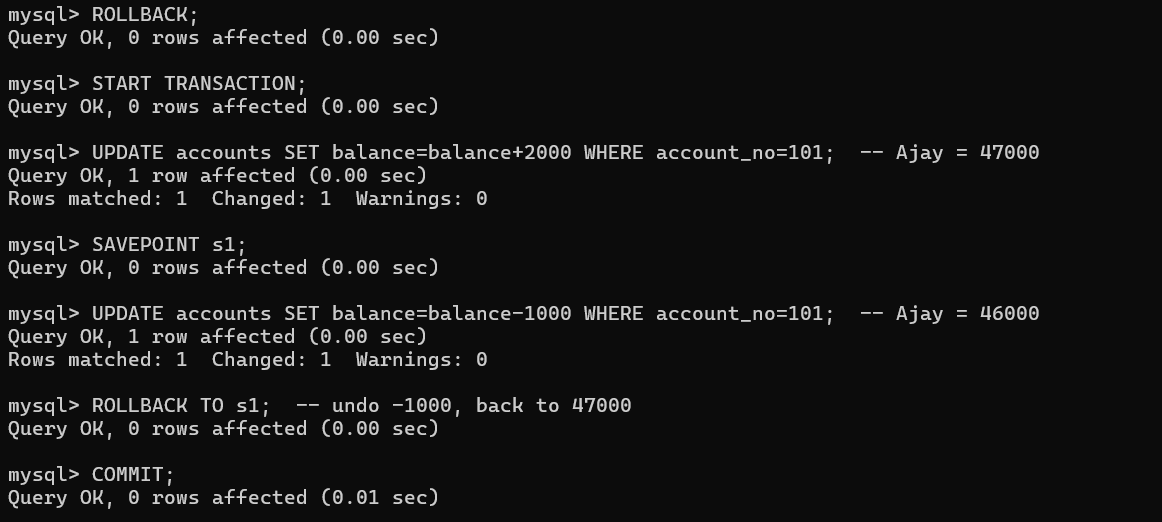 mysql> ROLLBACK;
Query OK, 0 rows affected (0.00 sec)
mysql> START TRANSACTION;
Query OK, 0 rows affected (0.00 sec)
mysql> UPDATE accounts SET balance=balance+2000 WHERE account_no=101;  -- Ajay = 47000
Query OK, 1 row affected (0.00 sec)
Rows matched: 1  Changed: 1  Warnings: 0
mysql> SAVEPOINT s1;
Query OK, 0 rows affected (0.00 sec)
mysql> UPDATE accounts SET balance=balance-1000 WHERE account_no=101;  -- Ajay = 46000
Query OK, 1 row affected (0.00 sec)
Rows matched: 1  Changed: 1  Warnings: 0
mysql> ROLLBACK TO s1;  -- undo -1000, back to 47000
Query OK, 0 rows affected (0.00 sec)
mysql> COMMIT;
Query OK, 0 rows affected (0.01 sec)